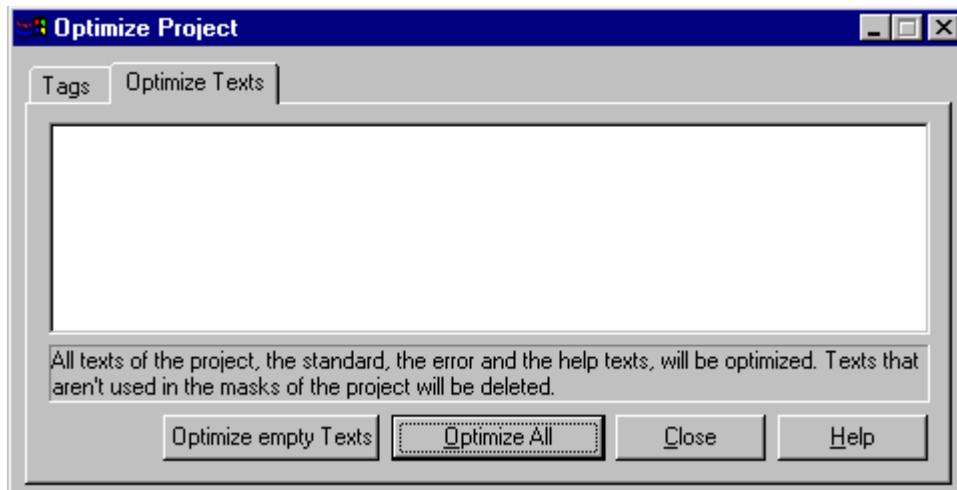 Optimize Project
Tags Optimize Texts
All texts of the project, the standard, the error and the help texts, will be optimized. Texts that
aren't used in the masks of the project will be deleted.
Optimize empty Texts Optimize All Close Help